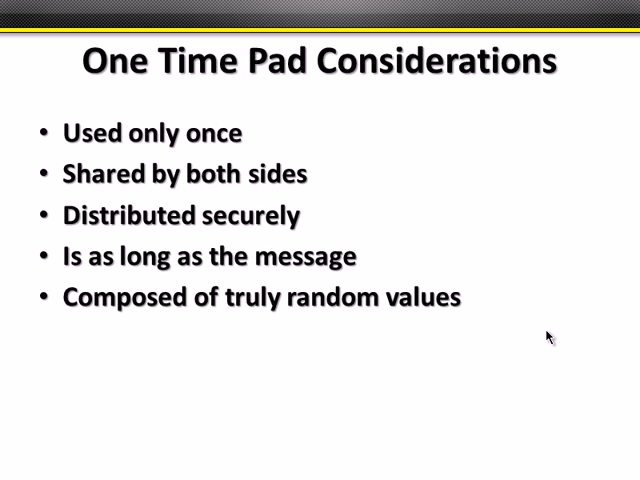 One Time Pad Considerations
• Used only once
• Shared by both sides
• Distributed securely
• Is as long as the message
• Composed of truly random values